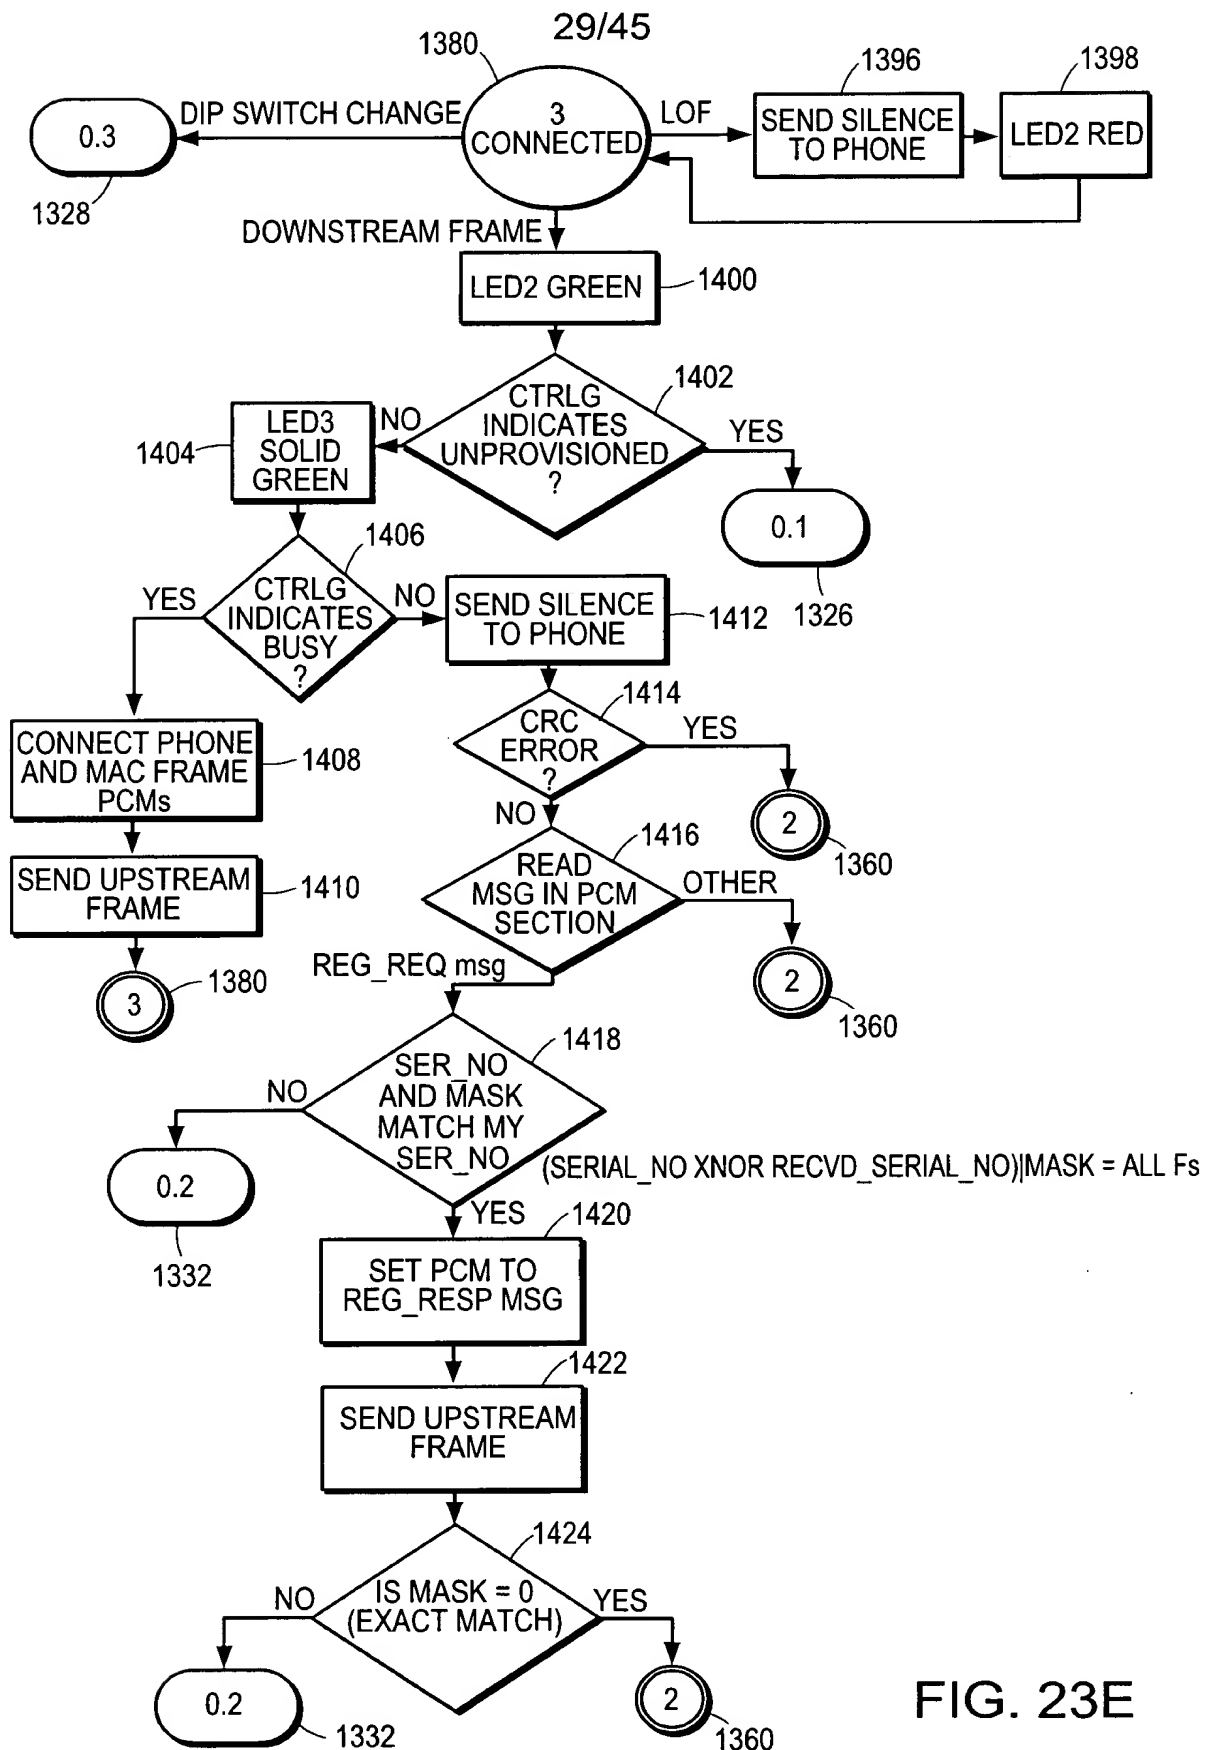 29/45
1380
1396
1398
DIP SWITCH CHANGE
0.3
1328
3
CONNECTED
LOF
SEND SILENCE
TO PHONE
LED2 RED
DOWNSTREAM FRAME
LED2 GREEN
1400
CTRLG
INDICATES
UNPROVISIONED
?
1402
NO
YES
LED3
SOLID
GREEN
1404
0.1
1326
CTRLG
INDICATES
BUSY
?
1406
YES
NO
SEND SILENCE
TO PHONE
1412
CRC
ERROR
?
1414
YES
NO
2
1360
CONNECT PHONE
AND MAC FRAME
PCMs
1408
SEND UPSTREAM
FRAME
1410
3
1380
READ
MSG IN PCM
SECTION
1416
OTHER
2
1360
REG_REQ msg
SER_NO
AND MASK
MATCH MY
SER_NO
1418
NO
0.2
1332
(SERIAL_NO XNOR RECVD_SERIAL_NO)|MASK = ALL Fs
YES
1420
SET PCM TO
REG_RESP MSG
1422
SEND UPSTREAM
FRAME
1424
IS MASK = 0
(EXACT MATCH)
NO
YES
0.2
1332
2
1360
FIG. 23E